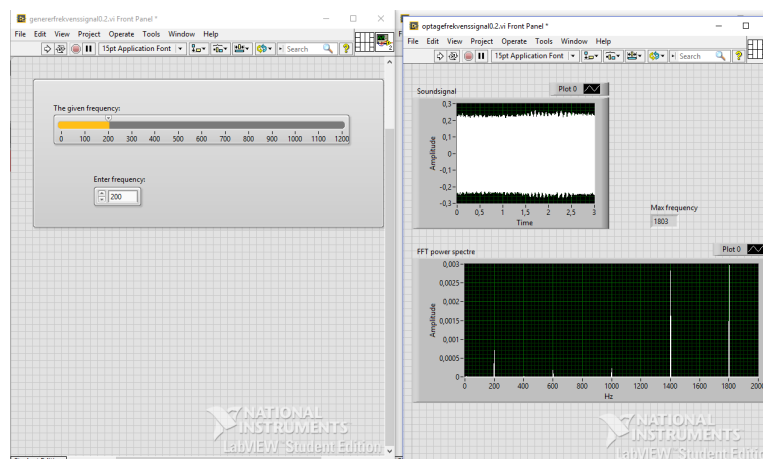 genererfrekvenssignal0.2.vi Front Panel *
File Edit View Project Operate Tools Window Help
15pt Application Font
Search
The given frequency:
0 100 200 300 400 500 600 700 800 900 1000 1100 1200
Enter frequency:
200
NATIONAL
INSTRUMENTS
LabVIEW Student Edition
optagefrekvenssignal0.2.vi Front Panel *
File Edit View Project Operate Tools Window Help
15pt Application Font
Search
Soundsignal
Plot 0
0,3
0,2
0,1
0
-0,1
-0,2
-0,3
Amplitude
0 0,5 1 1,5 2 2,5 3
Time
Max frequency
1803
FFT power spectre
Plot 0
0,003
0,0025
0,002
0,0015
0,001
0,0005
0
Amplitude
0 200 400 600 800 1000 1200 1400 1600 1800 2000
Hz
NATIONAL
INSTRUMENTS
LabVIEW Student Editio